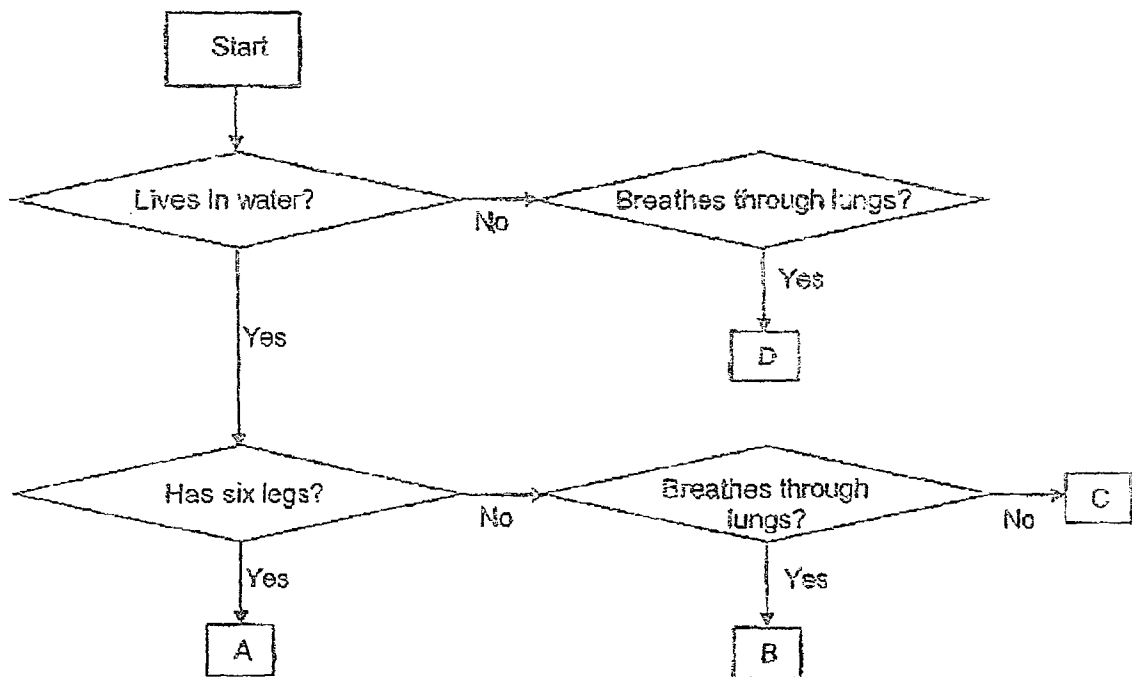 Start
Lives in water?
No
Breathes through lungs?
Yes
D
Yes
Has six legs?
No
Breathes through
lungs?
No
C
Yes
A
Yes
B